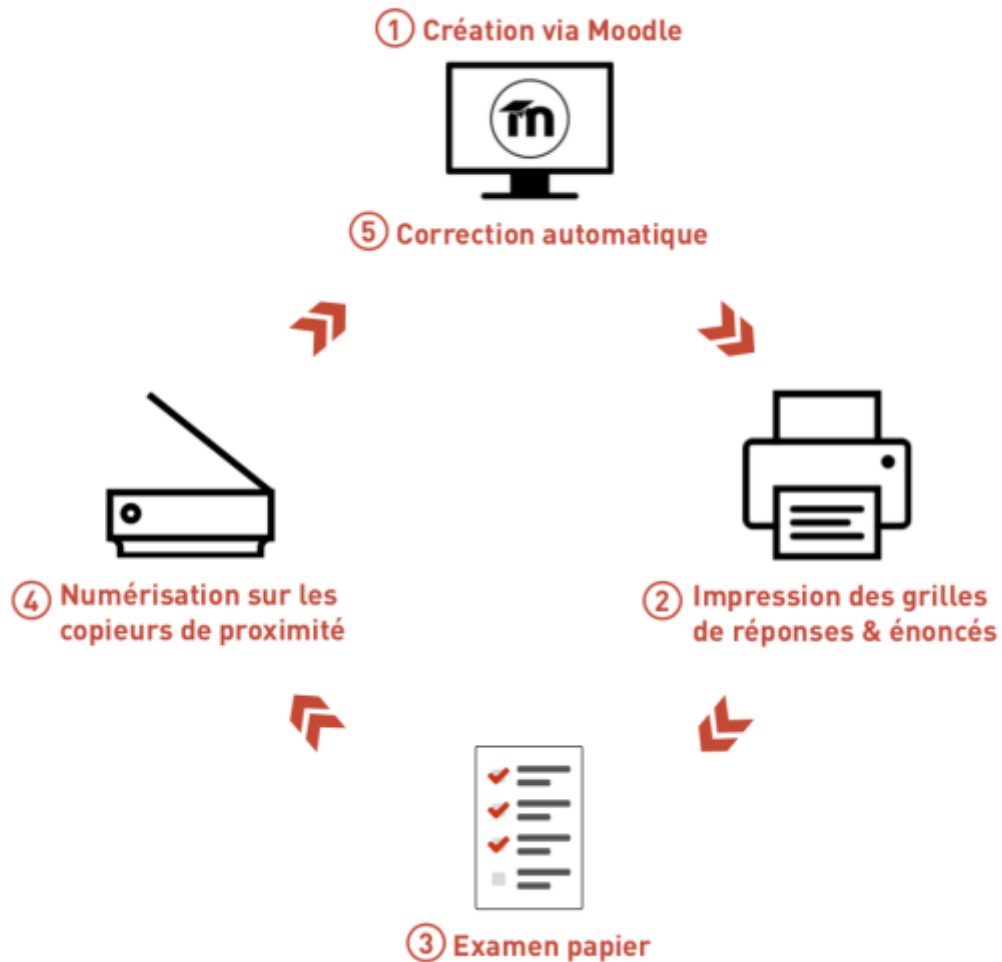 ① Création via Moodle
m
⑤ Correction automatique
④ Numérisation sur les
copieurs de proximité
② Impression des grilles
de réponses & énoncés
③ Examen papier